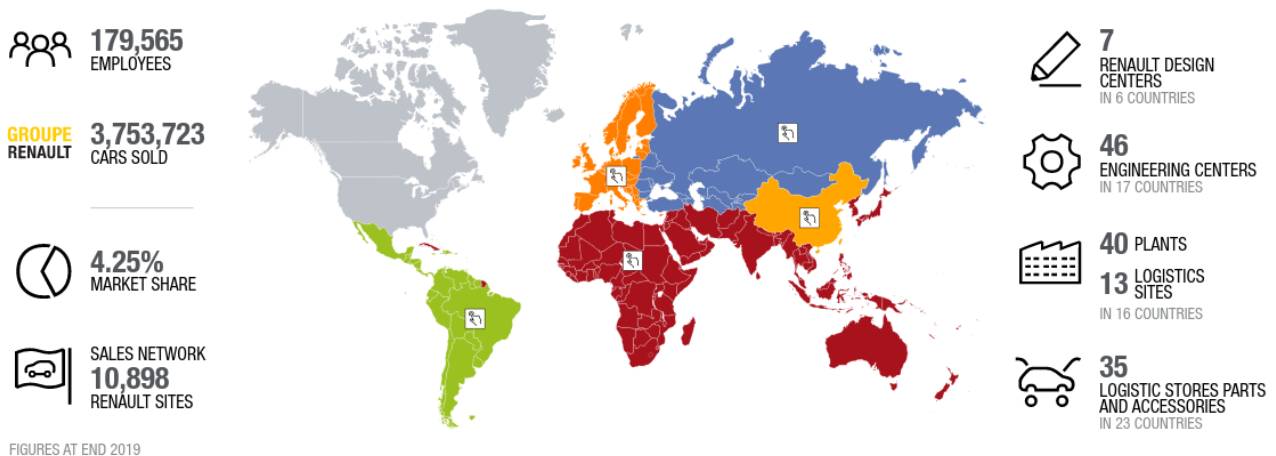 179,565
EMPLOYEES
GROUPE
RENAULT
3,753,723
CARS SOLD
4.25%
MARKET SHARE
SALES NETWORK
10,898
RENAULT SITES
FIGURES AT END 2019
7
RENAULT DESIGN
CENTERS
IN 6 COUNTRIES
46
ENGINEERING CENTERS
IN 17 COUNTRIES
40 PLANTS
13 LOGISTICS
SITES
IN 16 COUNTRIES
35
LOGISTIC STORES PARTS
AND ACCESSORIES
IN 23 COUNTRIES